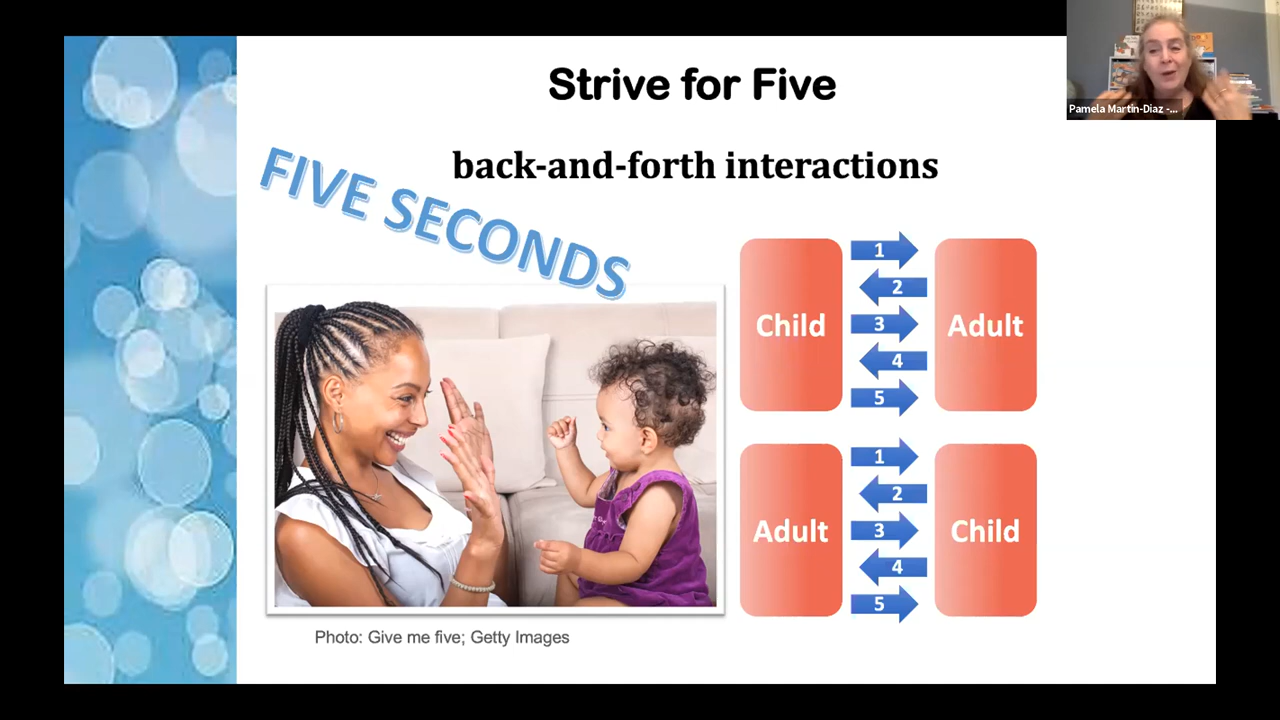 Strive for Five
back-and-forth interactions
FIVE SECONDS
Child
1
2
3
4
5
Adult
Adult
1
2
3
4
5
Child
Photo: Give me five; Getty Images
Pamela Martin-Diaz -...